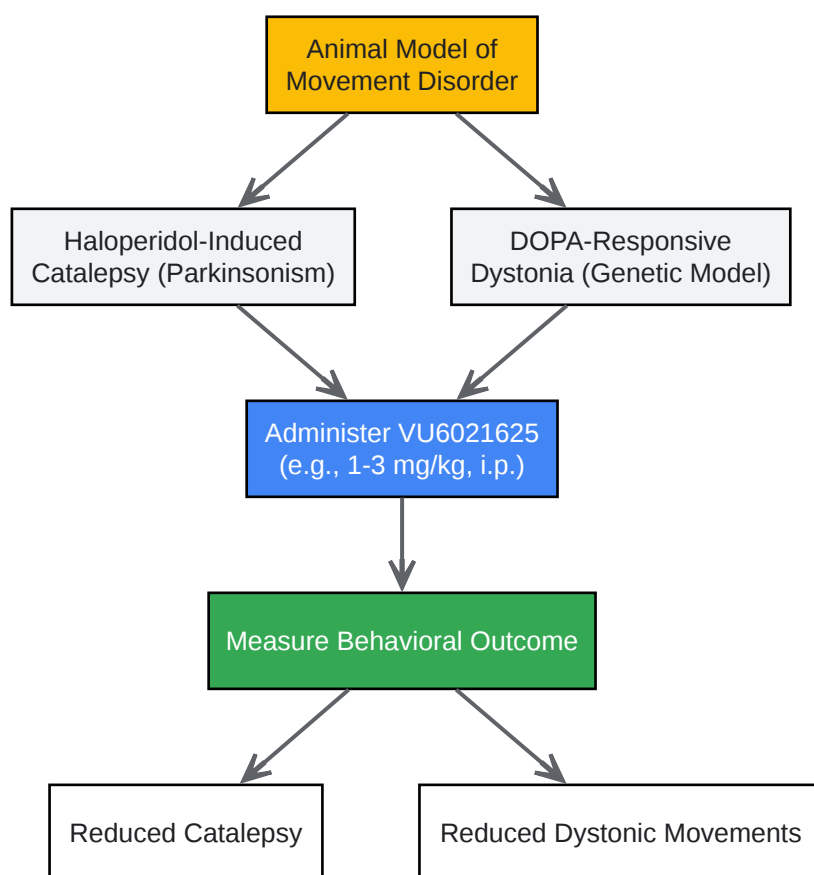 Animal Model of
Movement Disorder
Haloperidol-Induced
Catalepsy (Parkinsonism)
DOPA-Responsive
Dystonia (Genetic Model)
Administer VU6021625
(e.g., 1-3 mg/kg, i.p.)
Measure Behavioral Outcome
Reduced Catalepsy
Reduced Dystonic Movements